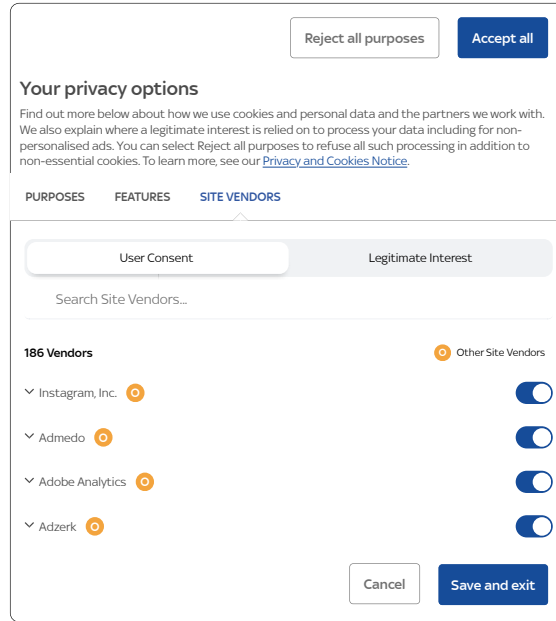 Reject all purposes
Accept all
Your privacy options
Find out more below about how we use cookies and personal data and the partners we work with.
We also explain where a legitimate interest is relied on to process your data including for non-
personalised ads. You can select Reject all purposes to refuse all such processing in addition to
non-essential cookies. To learn more, see our Privacy and Cookies Notice.
PURPOSES FEATURES SITE VENDORS
User Consent Legitimate Interest
Search Site Vendors...
186 Vendors O Other Site Vendors
Instagram, Inc. O
Admedo O
Adobe Analytics O
Adzerk O
Cancel Save and exit